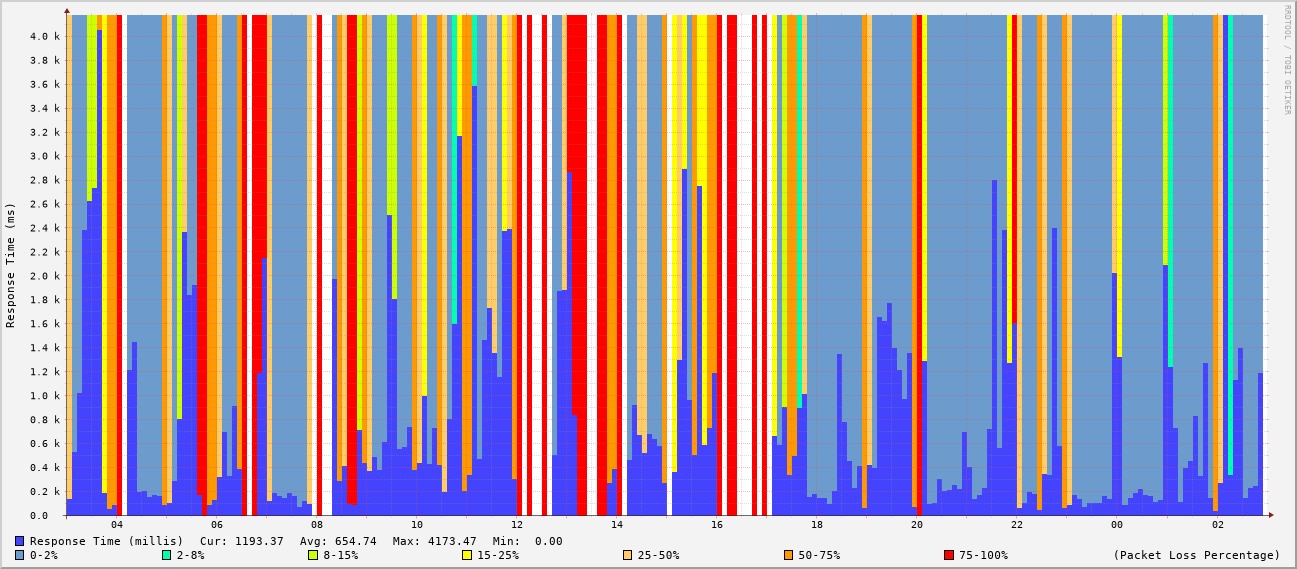 RRDTOOL / TOBI OETIKER
Response Time (ms)
4.0 k
3.8 k
3.6 k
3.4 k
3.2 k
3.0 k
2.8 k
2.6 k
2.4 k
2.2 k
2.0 k
1.8 k
1.6 k
1.4 k
1.2 k
1.0 k
0.8 k
0.6 k
0.4 k
0.2 k
0.0
04 06 08 10 12 14 16 18 20 22 00 02
Response Time (millis) Cur: 1193.37 Avg: 654.74 Max: 4173.47 Min: 0.00
0-2% 2-8% 8-15% 15-25% 25-50% 50-75% 75-100% (Packet Loss Percentage)